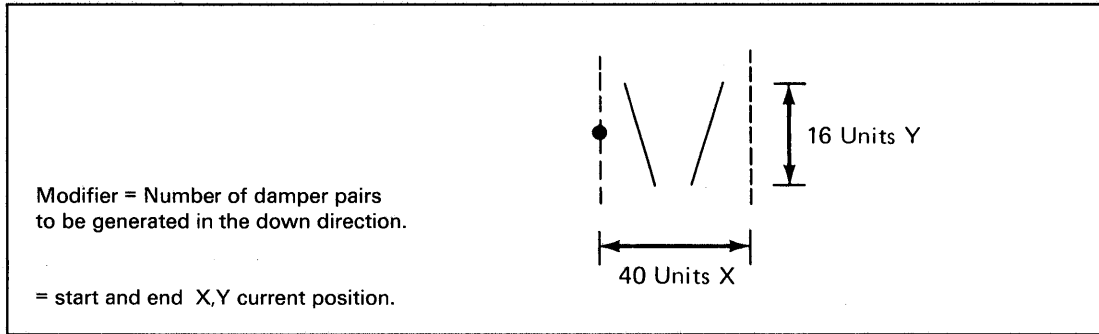 16 Units Y
Modifier = Number of damper pairs
to be generated in the down direction.
40 Units X
= start and end X,Y current position.